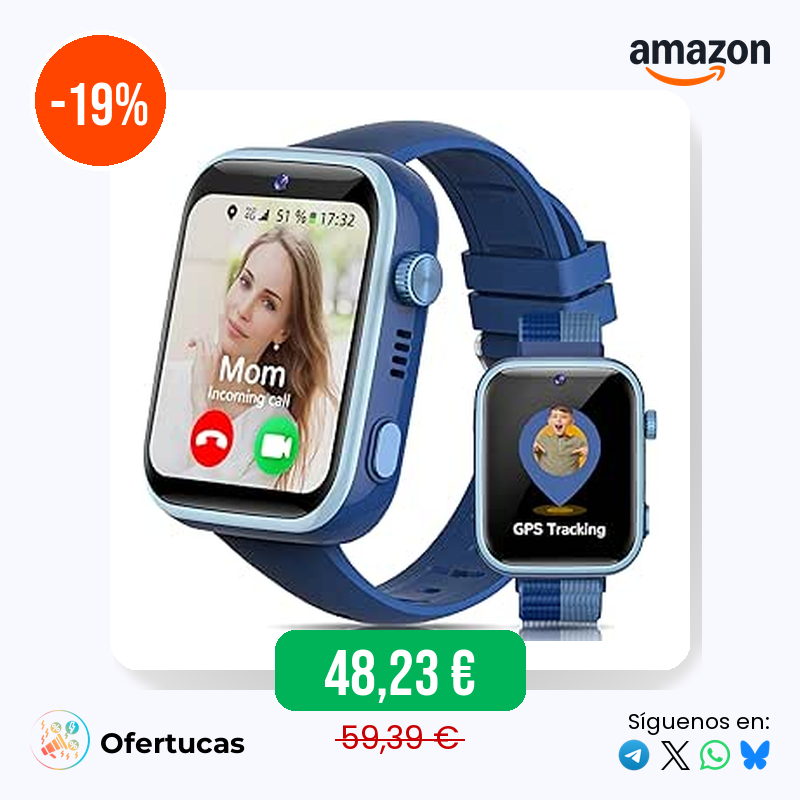 -19%
amazon
51 % 17:32
Mom
Incoming call
GPS Tracking
48,23 €
59,39 €
Ofertucas
Síguenos en: